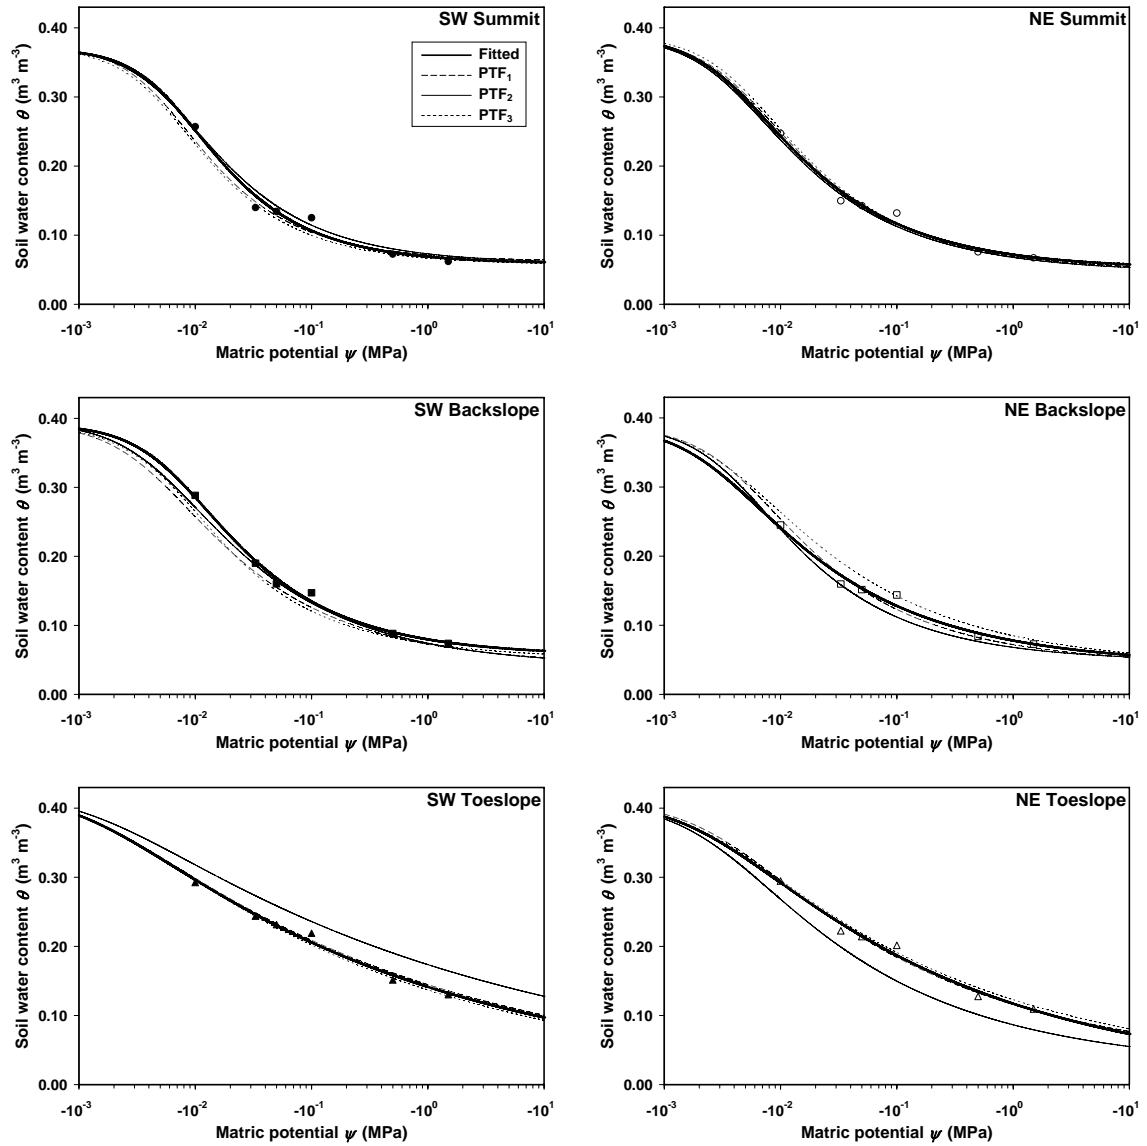 SW Summit
Fitted
PTF₁
PTF₂
PTF₃
0.40
0.30
0.20
0.10
0.00
Soil water content θ (m³ m⁻³)
-10⁻³ -10⁻² -10⁻¹ -10⁰ -10¹
Matric potential ψ (MPa)
NE Summit
0.40
0.30
0.20
0.10
0.00
Soil water content θ (m³ m⁻³)
-10⁻³ -10⁻² -10⁻¹ -10⁰ -10¹
Matric potential ψ (MPa)
SW Backslope
0.40
0.30
0.20
0.10
0.00
Soil water content θ (m³ m⁻³)
-10⁻³ -10⁻² -10⁻¹ -10⁰ -10¹
Matric potential ψ (MPa)
NE Backslope
0.40
0.30
0.20
0.10
0.00
Soil water content θ (m³ m⁻³)
-10⁻³ -10⁻² -10⁻¹ -10⁰ -10¹
Matric potential ψ (MPa)
SW Toeslope
0.40
0.30
0.20
0.10
0.00
Soil water content θ (m³ m⁻³)
-10⁻³ -10⁻² -10⁻¹ -10⁰ -10¹
Matric potential ψ (MPa)
NE Toeslope
0.40
0.30
0.20
0.10
0.00
Soil water content θ (m³ m⁻³)
-10⁻³ -10⁻² -10⁻¹ -10⁰ -10¹
Matric potential ψ (MPa)